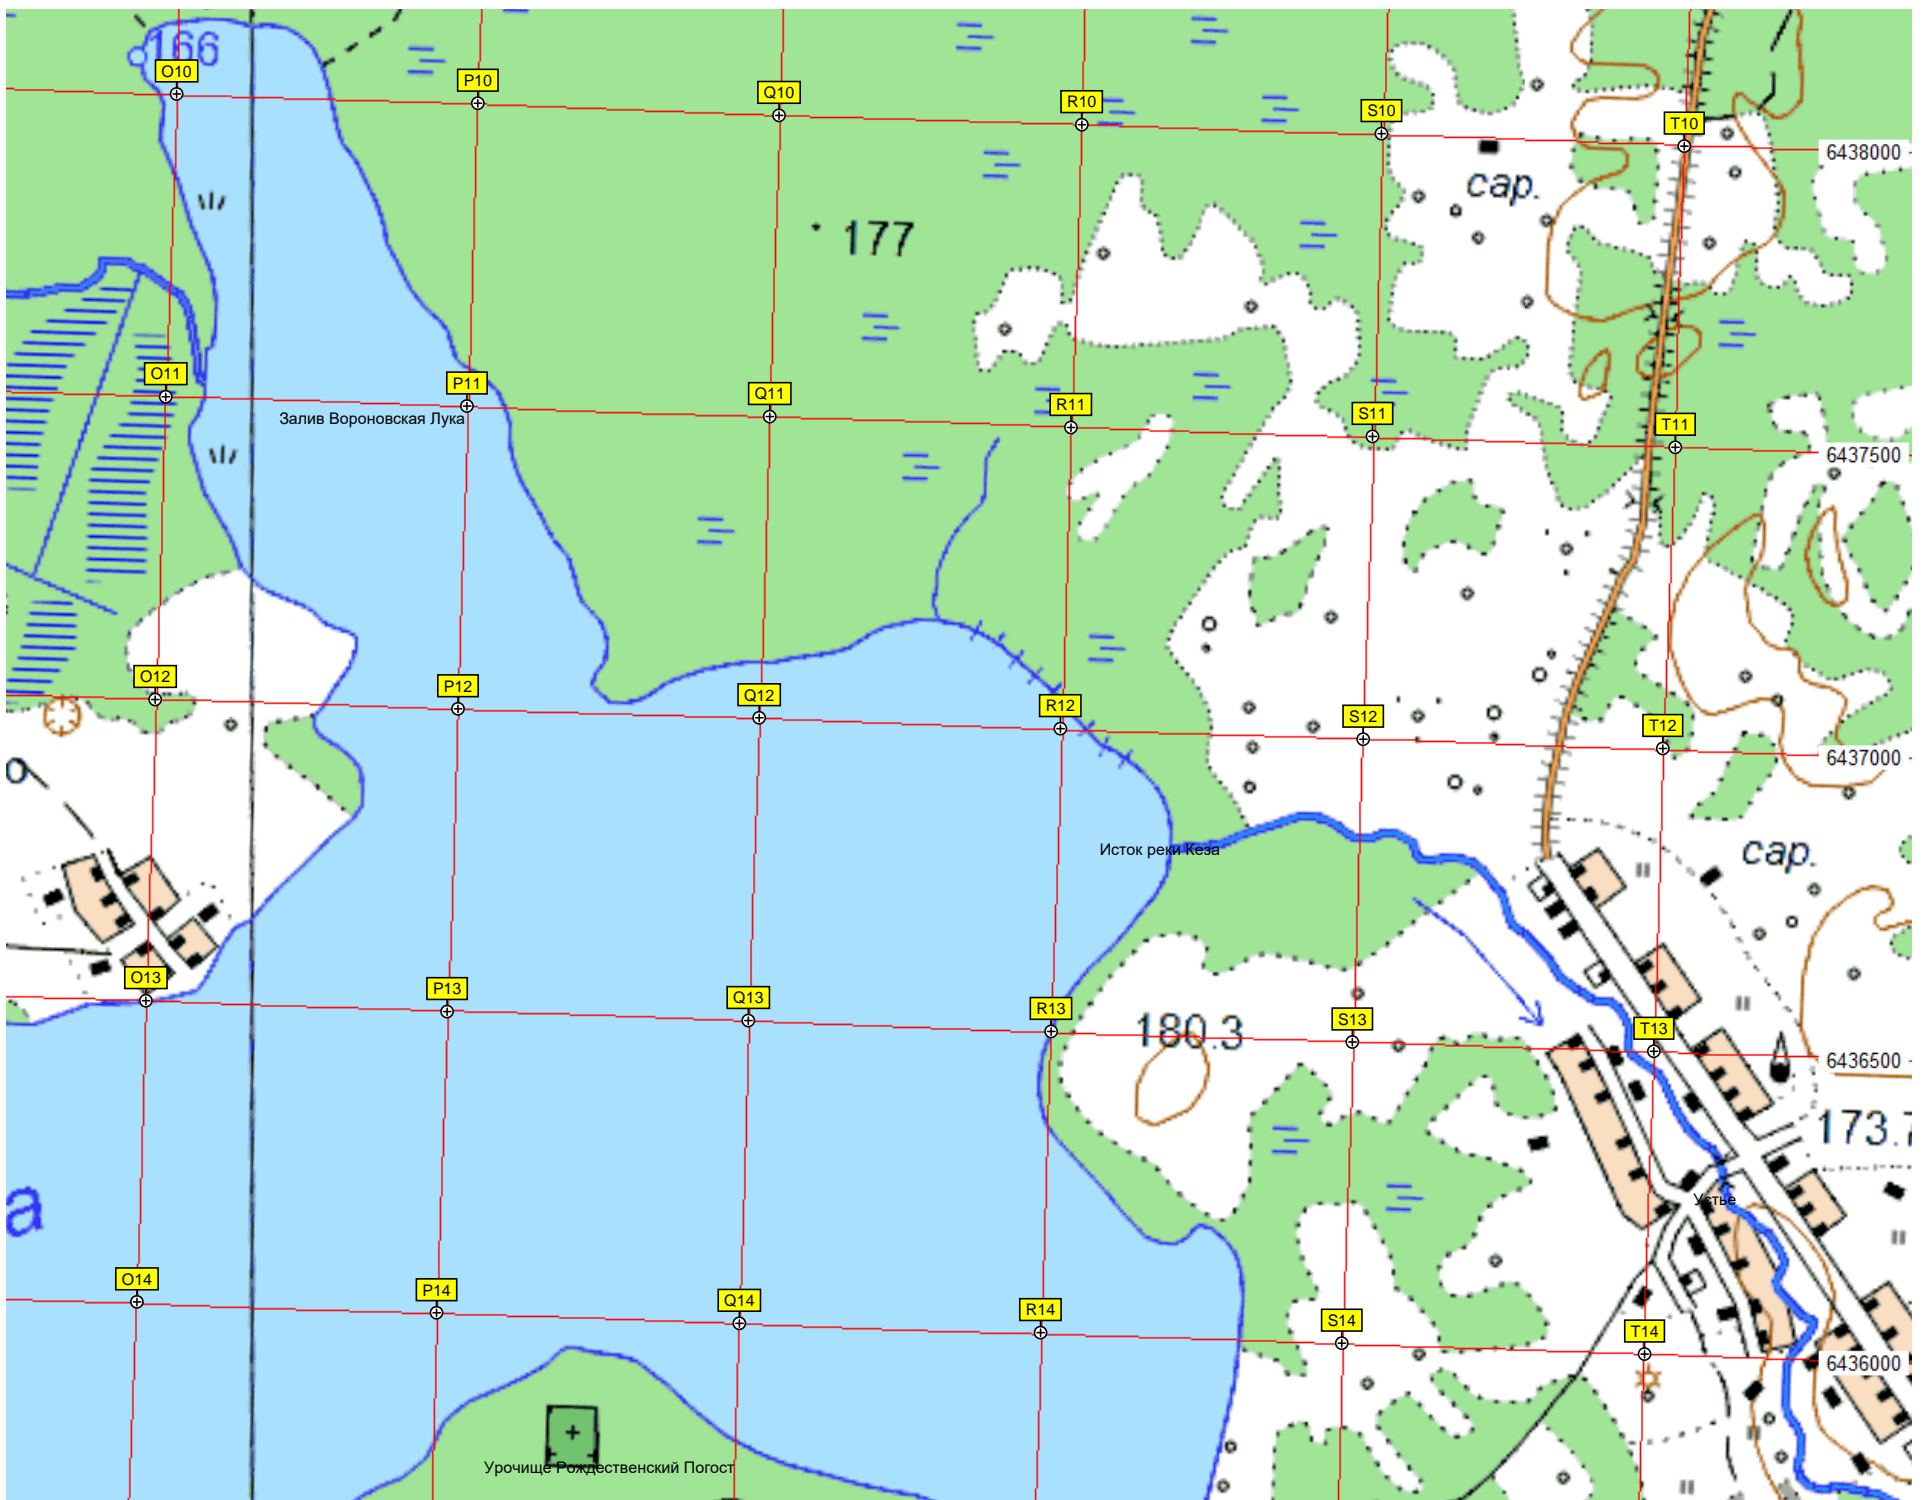 166
O10
P10
Q10
R10
S10
T10
6438000
сар.
177
O11
P11
Q11
R11
S11
T11
Залив Вороновская Лука
6437500
O12
P12
Q12
R12
S12
T12
6437000
о
Исток реки Кеза
сар.
O13
P13
Q13
R13
S13
T13
180.3
6436500
173.7
а
Устье
O14
P14
Q14
R14
S14
T14
6436000
Урочище Рождественский Погост